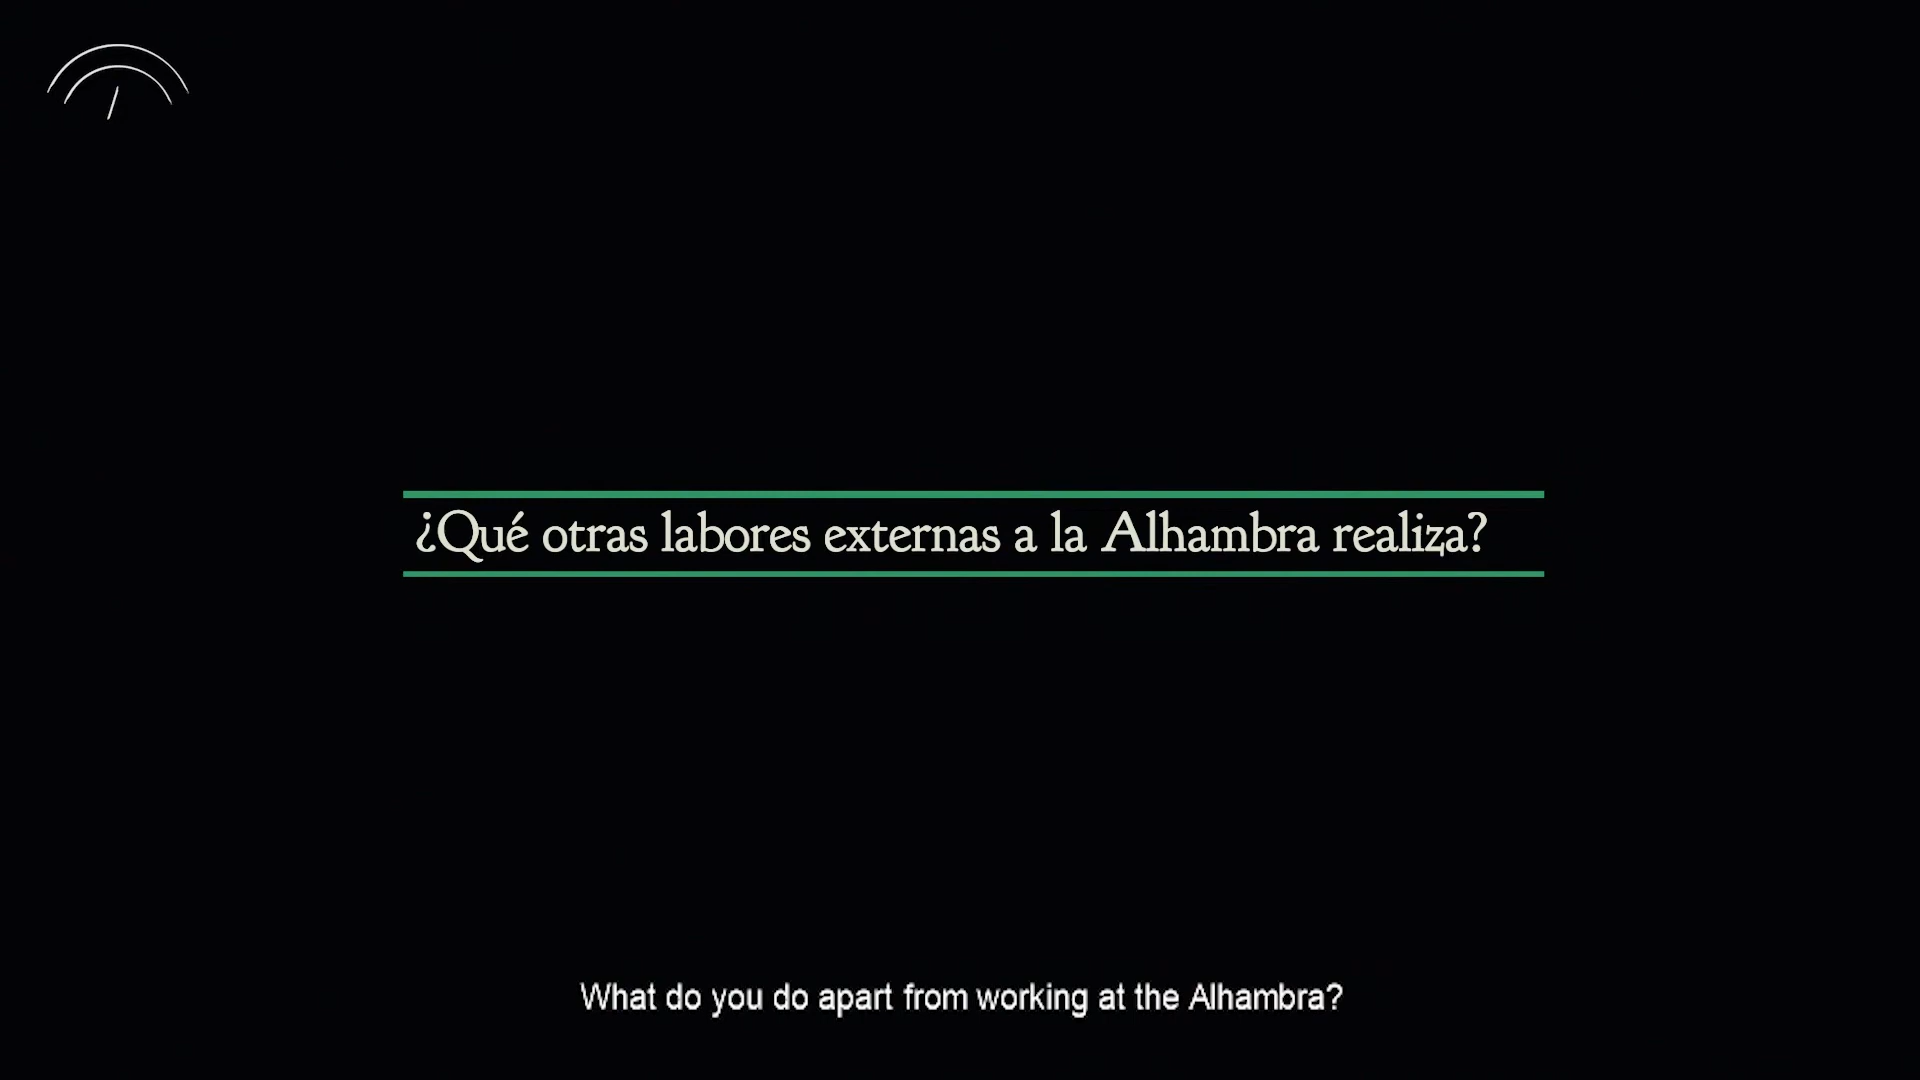 ¿Qué otras labores externas a la Alhambra realiza?
What do you do apart from working at the Alhambra?